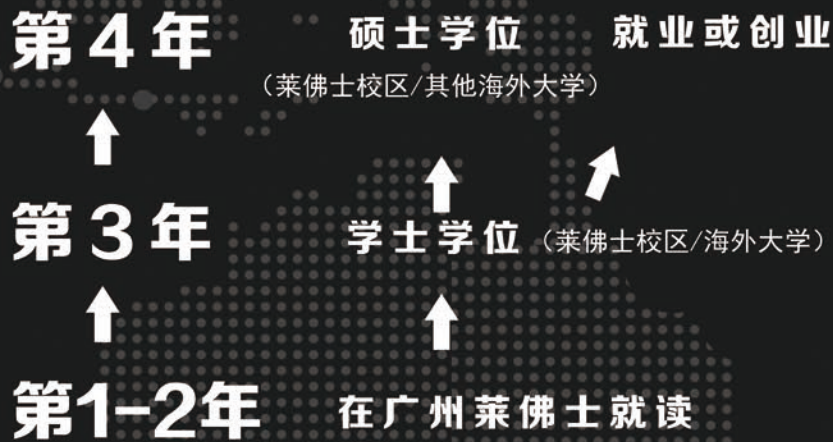 第4年 硕士学位 就业或创业
（莱佛士校区/其他海外大学）
第3年 学士学位（莱佛士校区/海外大学）
第1-2年 在广州莱佛士就读